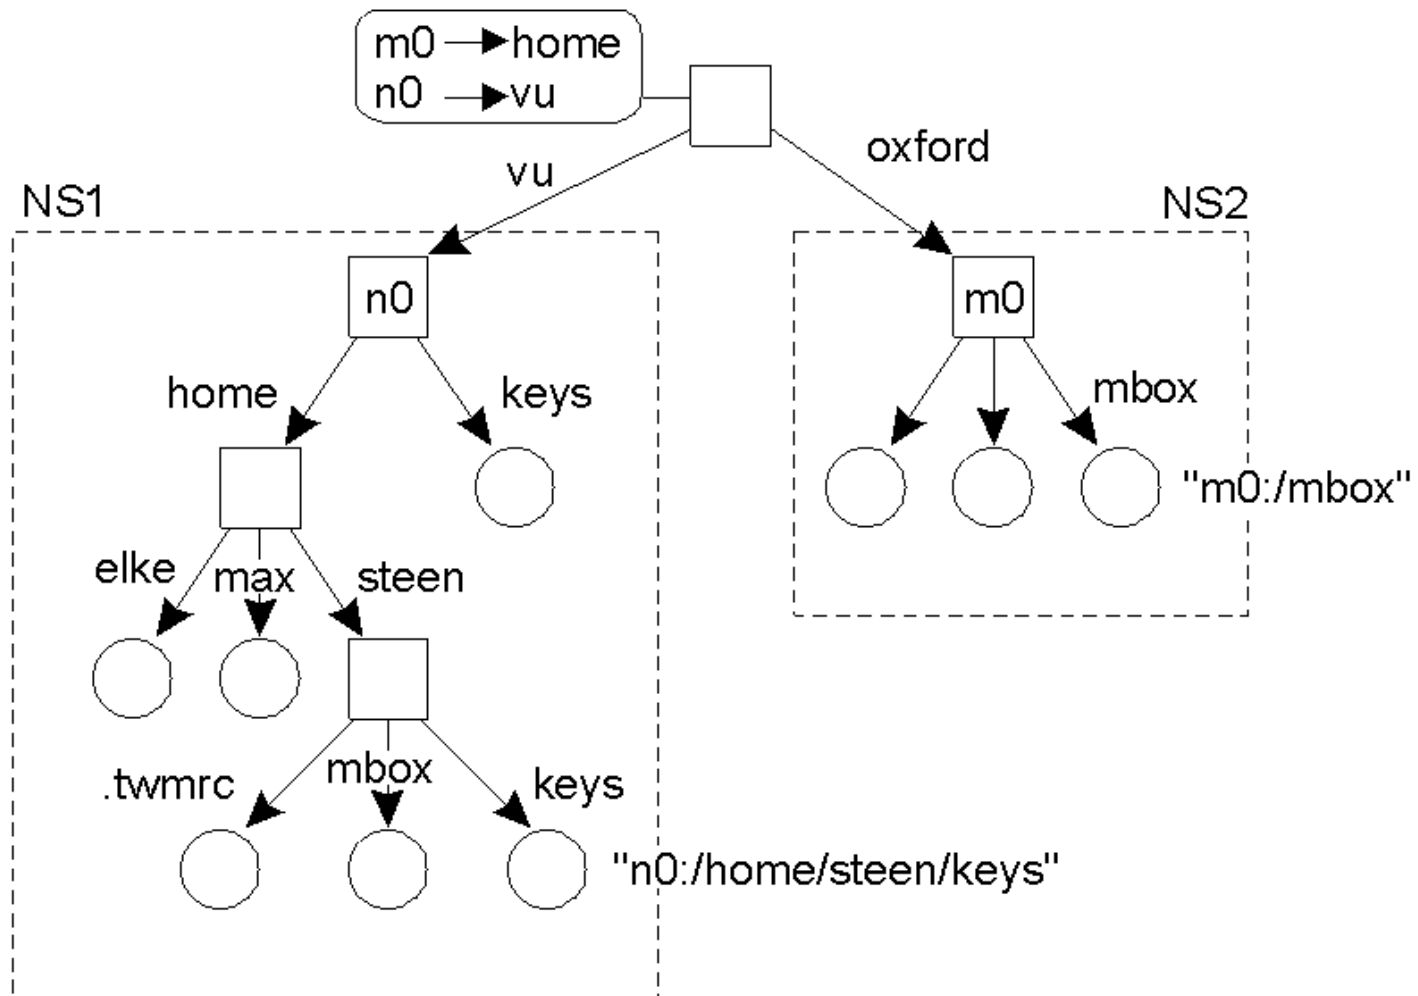 m0 → home
n0 → vu
vu
oxford
NS1
NS2
n0
m0
home
keys
mbox
"m0:/mbox"
elke
max
steen
.twmrc
mbox
keys
"n0:/home/steen/keys"